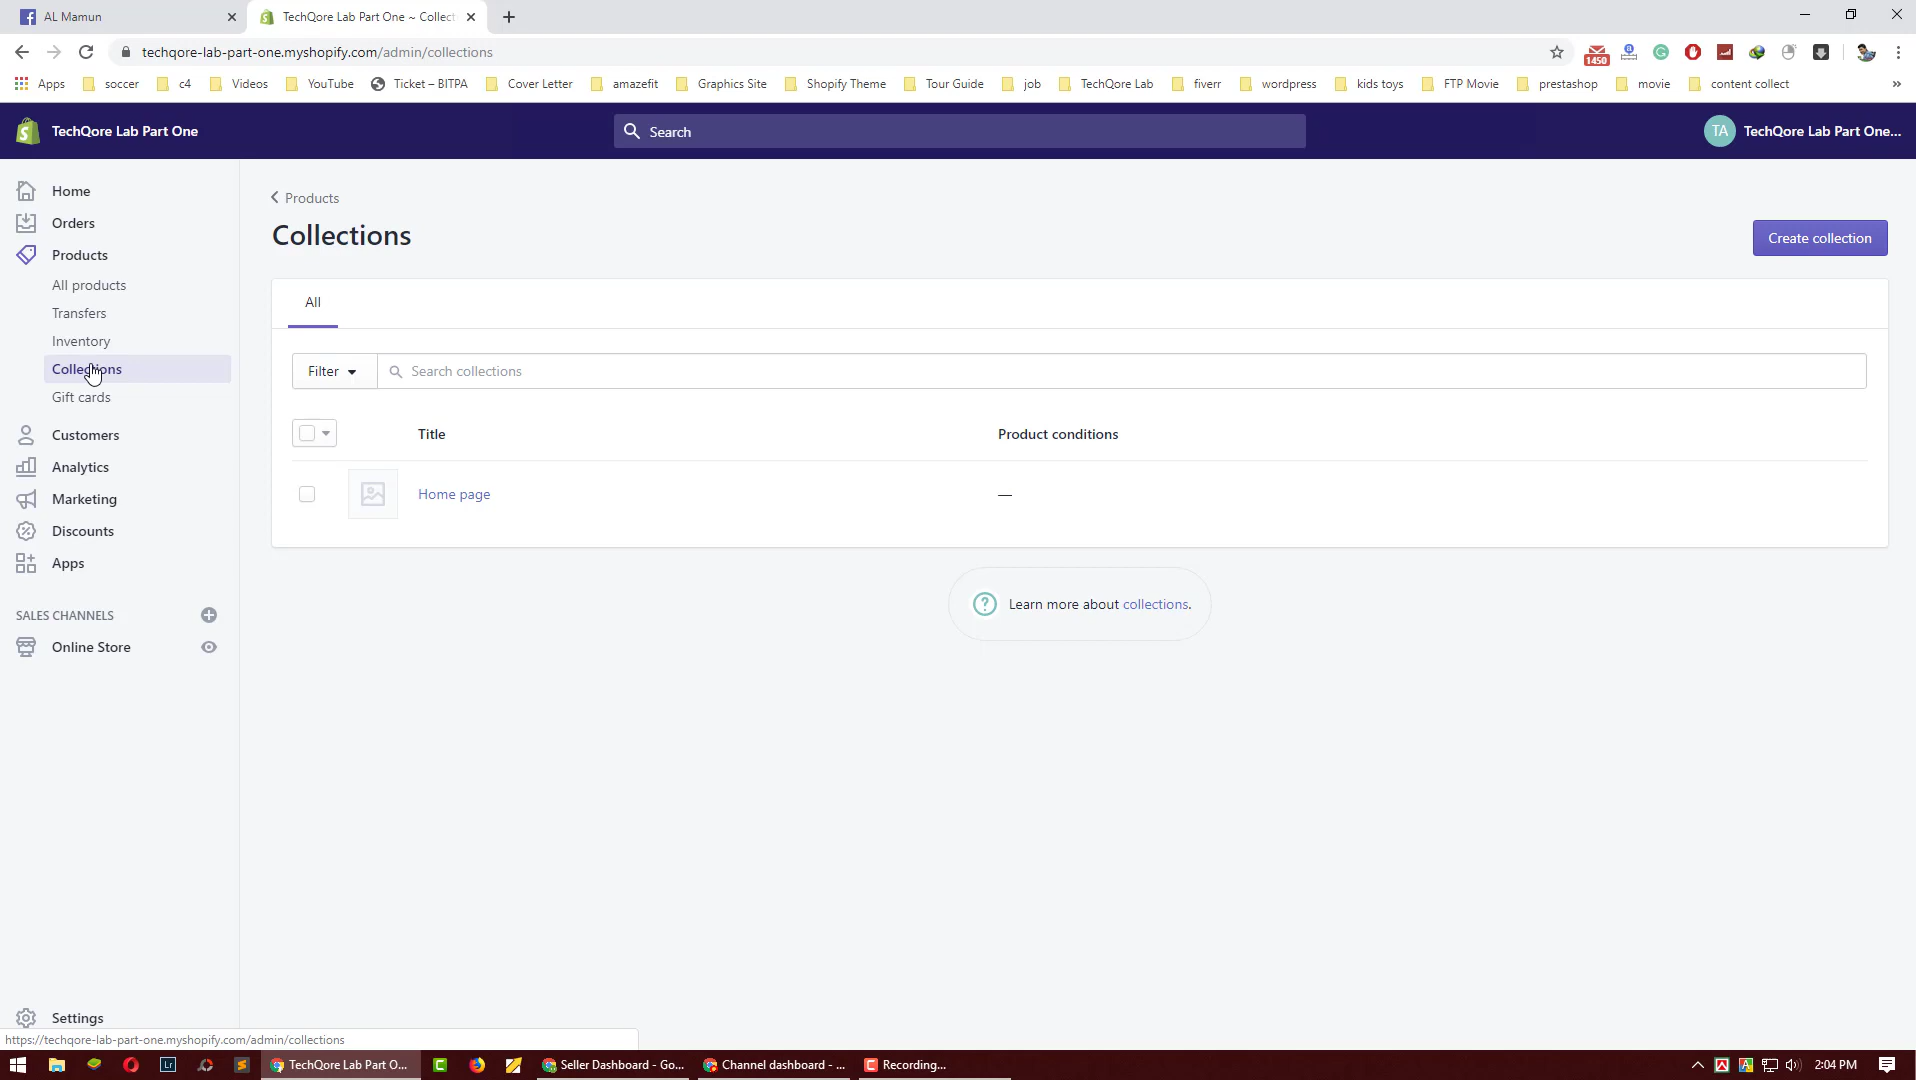 AL Mamun
TechQore Lab Part One ~ Collect
techqore-lab-part-one.myshopify.com/admin/collections
1450
Apps soccer c4 Videos YouTube Ticket – BITPA Cover Letter amazefit Graphics Site Shopify Theme Tour Guide job TechQore Lab fiverr wordpress kids toys FTP Movie prestashop movie content collect »
TechQore Lab Part One
Search
TA TechQore Lab Part One...
Home
Orders
Products
All products
Transfers
Inventory
Collections
Gift cards
Customers
Analytics
Marketing
Discounts
Apps
SALES CHANNELS
Online Store
Settings
Products
Collections
Create collection
All
Filter
Search collections
Title Product conditions
Home page —
? Learn more about collections.
https://techqore-lab-part-one.myshopify.com/admin/collections
Lr
TechQore Lab Part O...
Seller Dashboard - Go...
Channel dashboard - ...
Recording...
2:04 PM